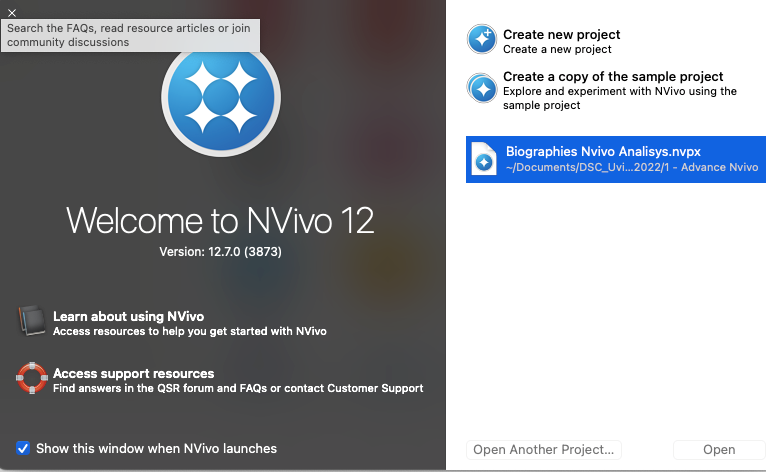 Search the FAQs, read resource articles or join
community discussions
Welcome to NVivo 12
Version: 12.7.0 (3873)
Learn about using NVivo
Access resources to help you get started with NVivo
Access support resources
Find answers in the QSR forum and FAQs or contact Customer Support
Show this window when NVivo launches
Create new project
Create a new project
Create a copy of the sample project
Explore and experiment with NVivo using the
sample project
Biographies Nvivo Analisys.nvpx
~/Documents/DSC_Uvi...2022/1 - Advance Nvivo
Open Another Project...
Open